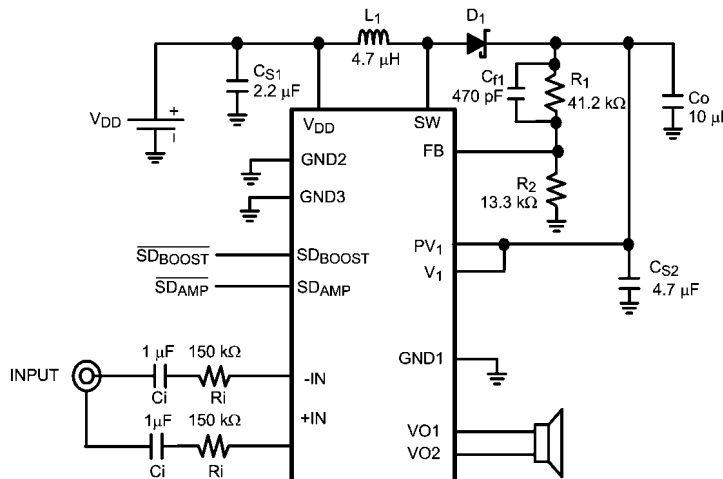 L1
4.7 µH
D1
CS1
2.2 µF
VDD
+
Cf1
470 pF
R1
41.2 kΩ
Co
10 µ
VDD
SW
GND2
FB
GND3
R2
13.3 kΩ
SDBOOST
SDBOOST
PV1
V1
SDAMP
SDAMP
CS2
4.7 µF
1 µF
150 kΩ
INPUT
-IN
GND1
Ci
Ri
1µF
150 kΩ
+IN
VO1
VO2
Ci
Ri